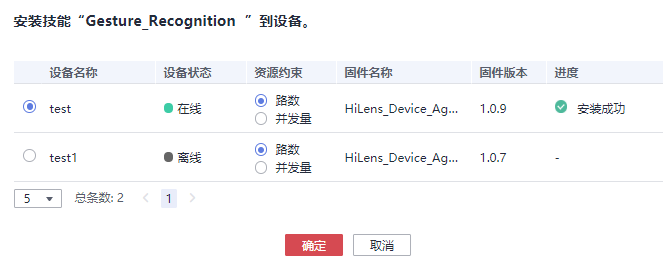 安装技能“Gesture_Recognition ”到设备。
设备名称 设备状态 资源约束 固件名称 固件版本 进度
test 在线 路数 并发量 HiLens_Device_Ag... 1.0.9 安装成功
test1 离线 路数 并发量 HiLens_Device_Ag... 1.0.7 -
5 总条数: 2 < 1 >
确定 取消